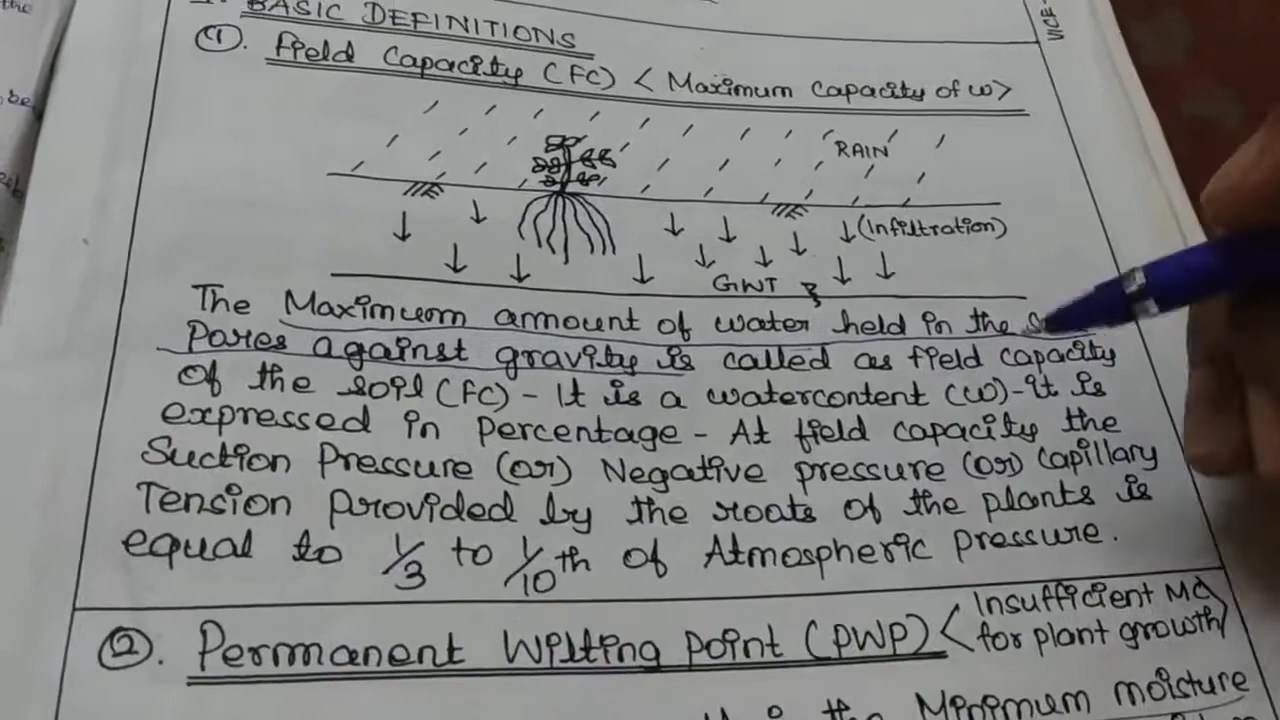 BASIC DEFINITIONS
①. Field Capacity (FC) < Maximum Capacity of w>
RAIN
(Infiltration)
GWT
The Maximum amount of water held in the
Pores against gravity is called as field capacity
of the soil (FC) - It is a watercontent (w) - it is
expressed in percentage - At field capacity the
Suction Pressure (or) Negative pressure (or) Capillary
Tension provided by the roots of the plants is
equal to 1/3 to 1/10th of Atmospheric pressure.
②. Permanent Wilting point (PWP) < Insufficient MC
for plant growth>
the Minimum moisture
VICE-
the
be